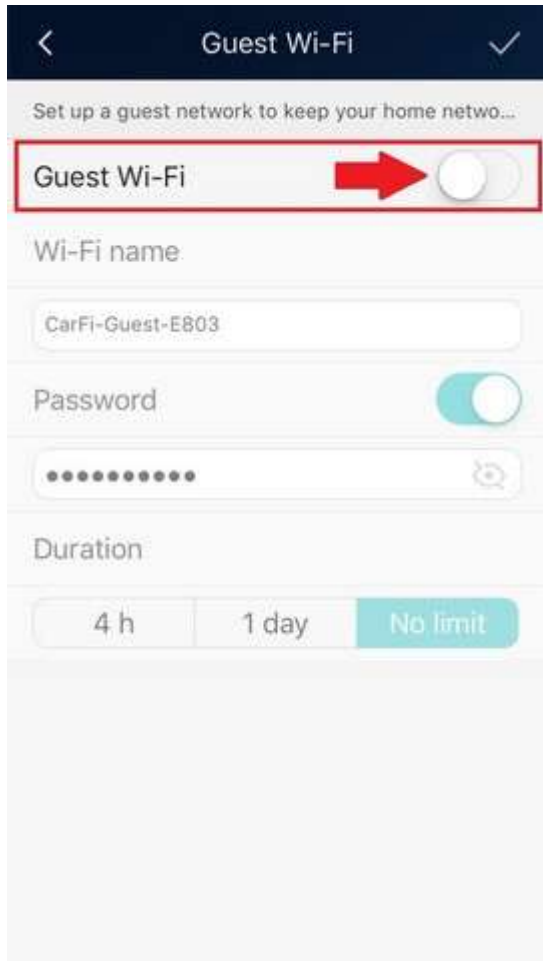 Guest Wi-Fi
Set up a guest network to keep your home netwo...
Guest Wi-Fi
Wi-Fi name
CarFi-Guest-E803
Password
••••••••••
Duration
4 h 1 day No limit